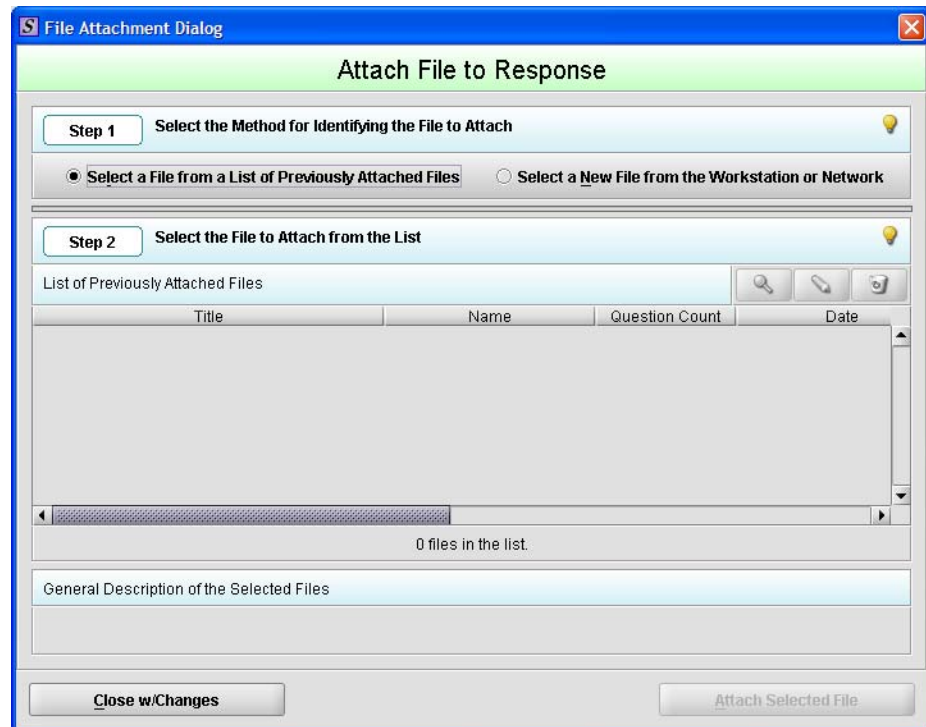 S File Attachment Dialog
Attach File to Response
Step 1 Select the Method for Identifying the File to Attach
Select a File from a List of Previously Attached Files Select a New File from the Workstation or Network
Step 2 Select the File to Attach from the List
List of Previously Attached Files
Title Name Question Count Date
0 files in the list.
General Description of the Selected Files
Close w/Changes Attach Selected File